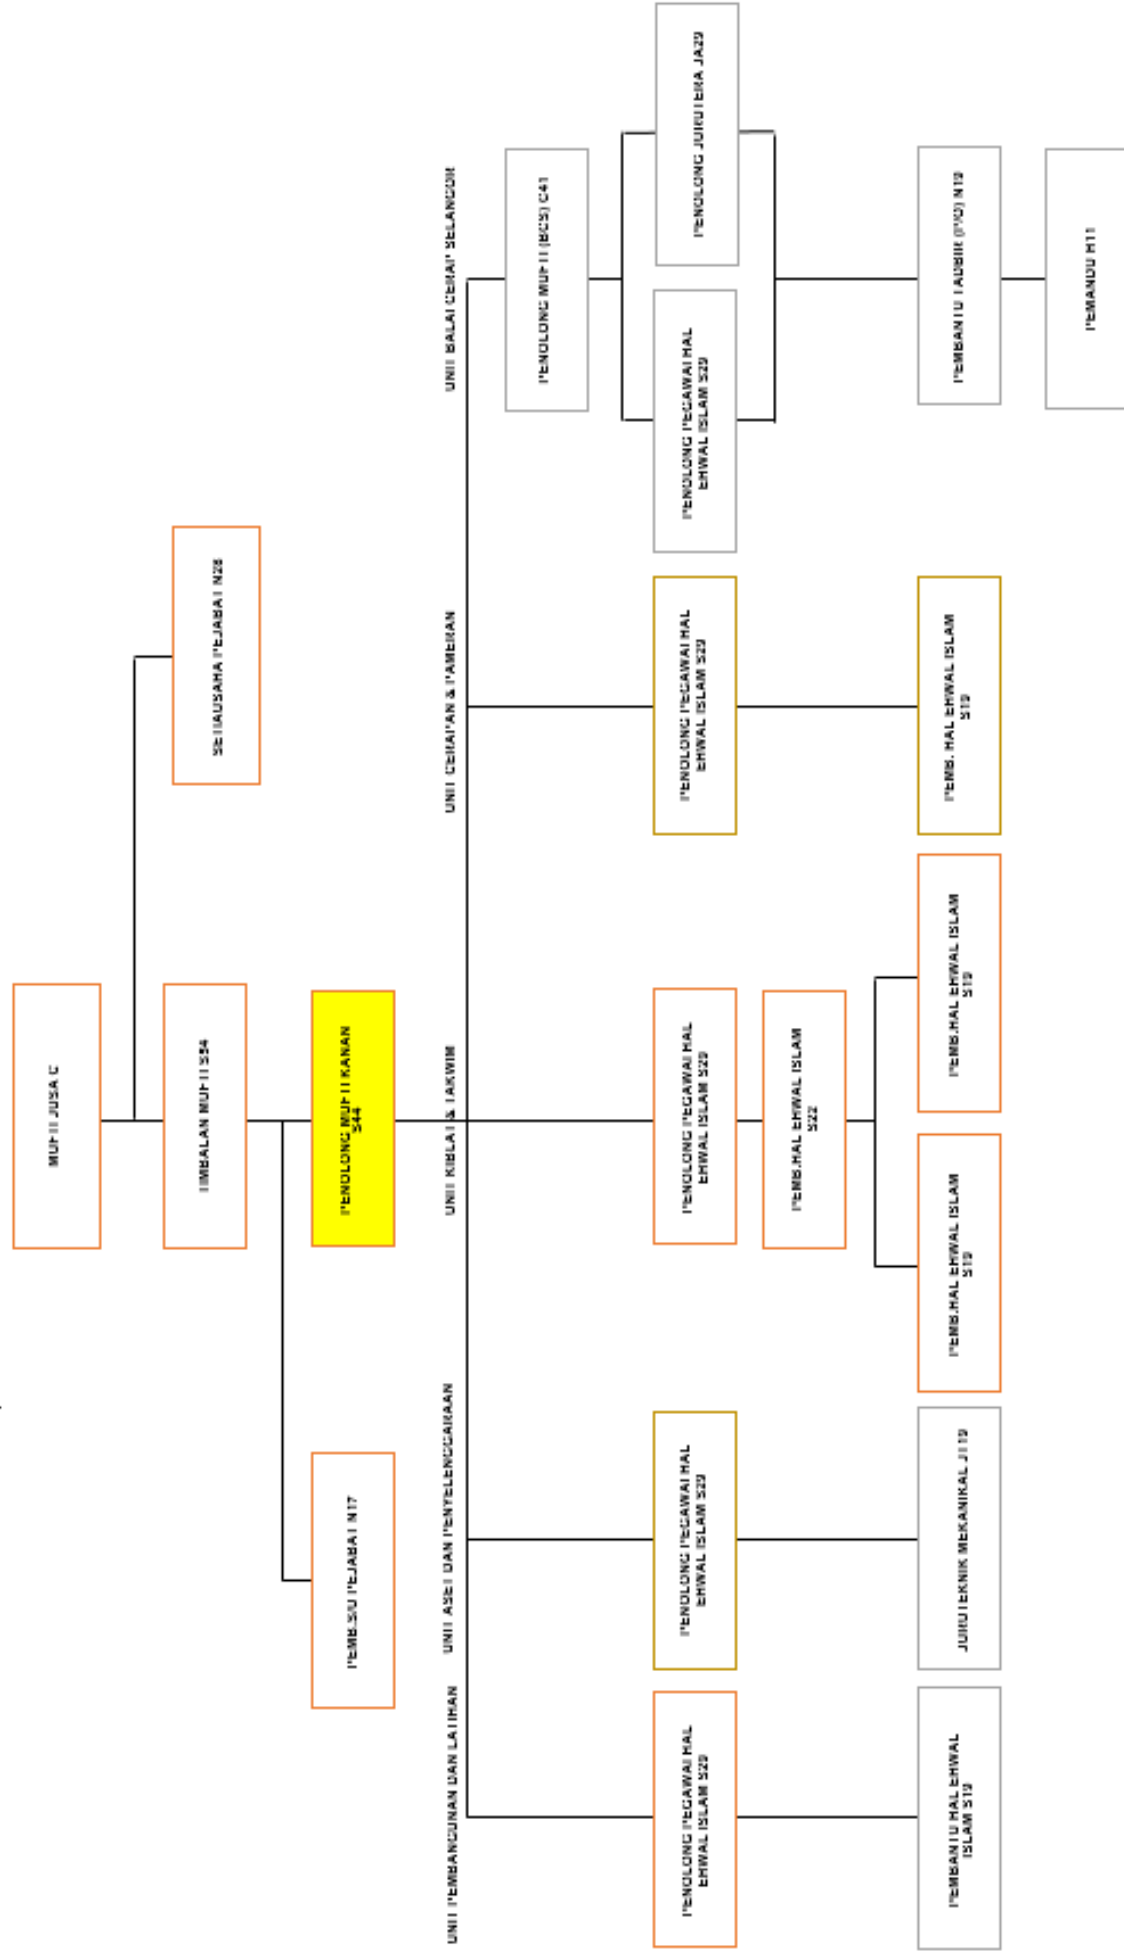 MUFTI JUSA C
SETIAUSAHA PEJABAT N28
TIMBALAN MUFTI S54
PENOLONG MUFTI KANAN
S44
PEMB.S/U PEJABAT N17
UNIT PEMBANGUNAN DAN LATIHAN
UNIT ASET DAN PENYELENGGARAAN
UNIT KIBLAT & TAKWIM
UNIT CERAPAN & PAMERAN
UNIT BALAI CERAP SELANGOR
PENOLONG MUFTI (BCS) C41
PENOLONG PEGAWAI HAL
EHWAL ISLAM S29
PENOLONG PEGAWAI HAL
EHWAL ISLAM S29
PENOLONG PEGAWAI HAL
EHWAL ISLAM S29
PENOLONG PEGAWAI HAL
EHWAL ISLAM S29
PENOLONG PEGAWAI HAL
EHWAL ISLAM S29
PENOLONG JURUTERA JA29
PEMB.HAL EHWAL ISLAM
S22
PEMBANTU HAL EHWAL
ISLAM S19
JURUTEKNIK MEKANIKAL JT19
PEMB.HAL EHWAL ISLAM
S19
PEMB.HAL EHWAL ISLAM
S19
PEMB. HAL EHWAL ISLAM
S19
PEMBANTU TADBIR (P/O) N19
PEMANDU H11